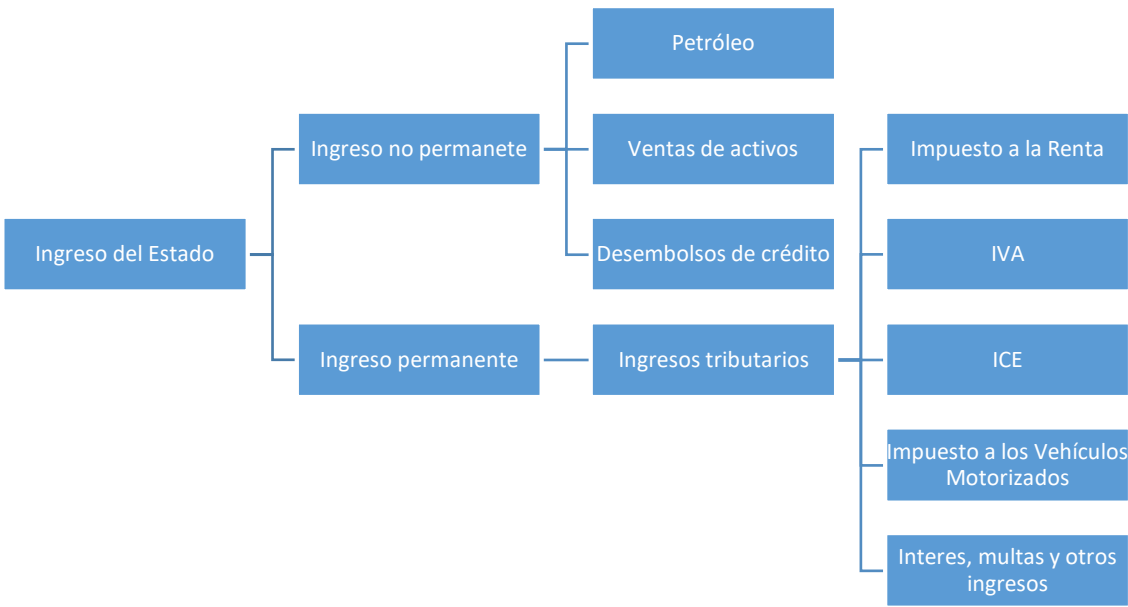 Petróleo
Ingreso no permanete
Ventas de activos
Impuesto a la Renta
Ingreso del Estado
Desembolsos de crédito
IVA
Ingreso permanente
Ingresos tributarios
ICE
Impuesto a los Vehículos
Motorizados
Interes, multas y otros
ingresos